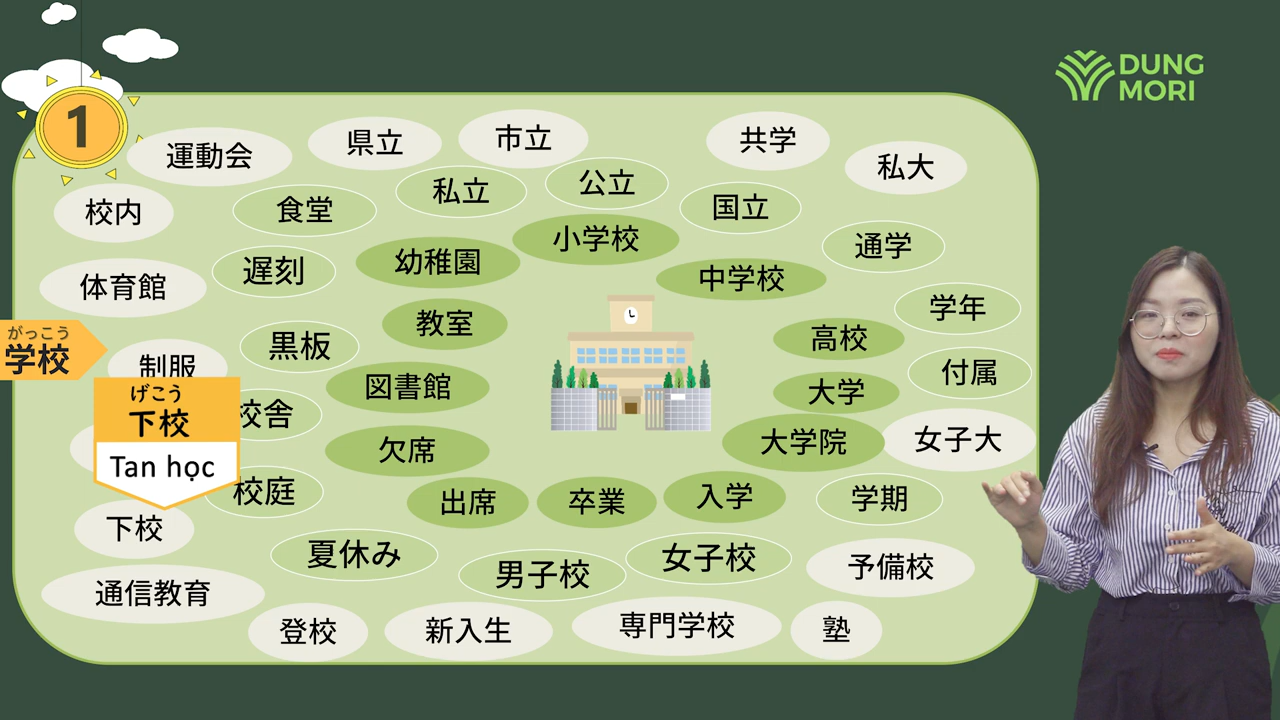 DUNG
MORI
1
運動会
県立
市立
共学
私大
校内
食堂
私立
公立
国立
通学
体育館
遅刻
幼稚園
小学校
中学校
学年
がっこう
学校
制服
黒板
教室
高校
付属
げこう
下校
Tan học
校舎
図書館
大学
欠席
大学院
女子大
校庭
出席
卒業
入学
学期
下校
夏休み
男子校
女子校
予備校
通信教育
登校
新入生
専門学校
塾